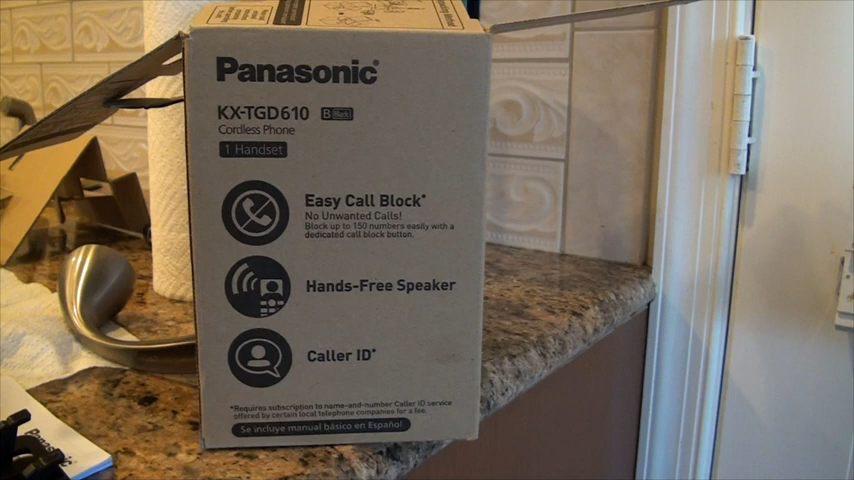 Panasonic
KX-TGD610 B Black
Cordless Phone
1 Handset
Easy Call Block*
No Unwanted Calls!
Block up to 150 numbers easily with a
dedicated call block button.
Hands-Free Speaker
Caller ID*
*Requires subscription to name-and-number Caller ID service
offered by certain local telephone companies for a fee.
Se incluye manual básico en Español
Panasonic